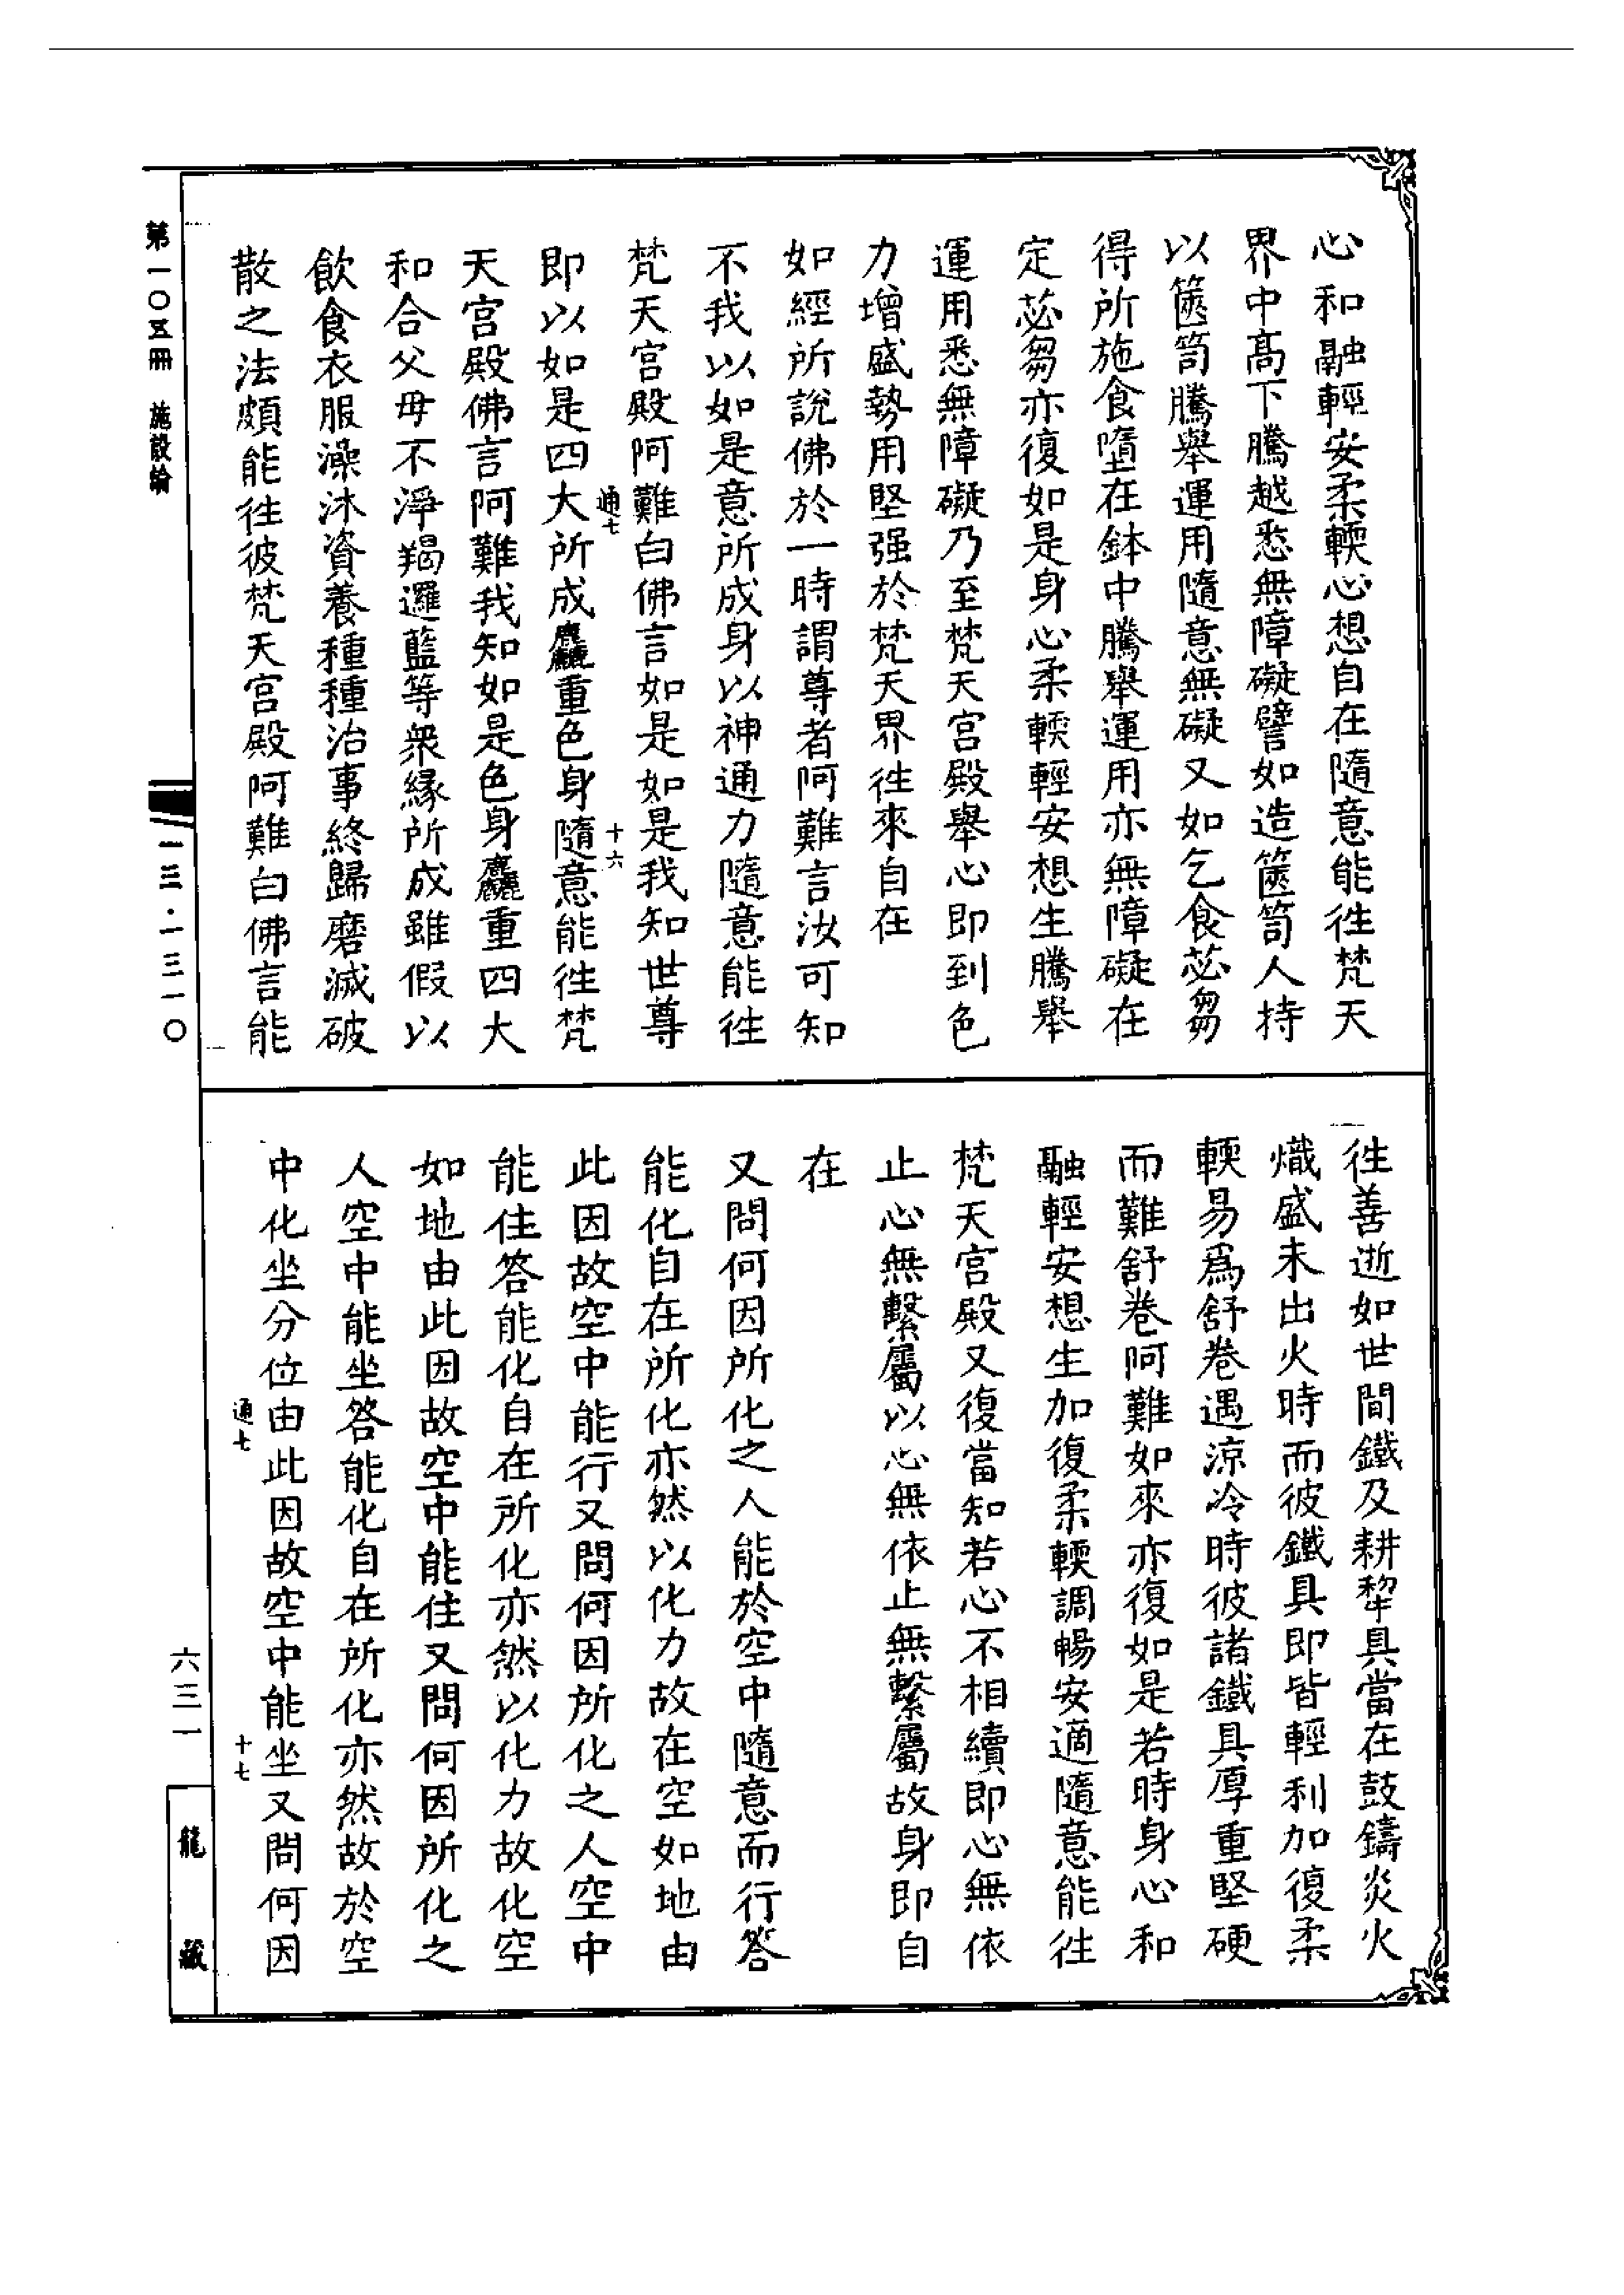 心和融輕安柔輭心想自在隨意能徃梵天
界中髙下騰越悉無障礙譬如造篋笥人持
以篋笥騰舉運用隨意無礙又如乞食苾芻
得所施食墮在鉢中騰舉運用亦無障礙在
定苾芻亦復如是身心柔輭輕安想生騰舉
運用悉無障礙乃至梵天宮殿舉心即到色
力增盛勢用堅强於梵天界徃來自在
如經所說佛於一時謂尊者阿難言汝可知
不我以如是意所成身以神通力隨意能徃
梵天宮殿阿難白佛言如是如是我知世尊
通七
十六
即以如是四大所成麤重色身隨意能徃梵
天宮殿佛言阿難我知如是色身麤重四大
和合父母不淨羯邏藍等衆緣所成雖假以
飲食衣服澡沐資養種種治事終歸磨滅破
散之法頗能徃彼梵天宮殿阿難白佛言能
徃善逝如世間鐵及耕犂具當在鼓鑄炎火
熾盛未出火時而彼鐵具即皆輕利加復柔
輭易爲舒卷遇涼冷時彼諸鐵具厚重堅硬
而難舒卷阿難如來亦復如是若時身心和
融輕安想生加復柔輭調暢安適隨意能徃
梵天宮殿又復當知若心不相續即心無依
止心無繫屬以心無依止無繫屬故身即自
在
又問何因所化之人能於空中隨意而行答
能化自在所化亦然以化力故在空如地由
此因故空中能行又問何因所化之人空中
能住答能化自在所化亦然以化力故化空
如地由此因故空中能住又問何因所化之
人空中能坐答能化自在所化亦然故於空
中化坐分位由此因故空中能坐又問何因
通七
十七
第一〇五冊 施設論
一三·一三一〇
六三一
龍藏